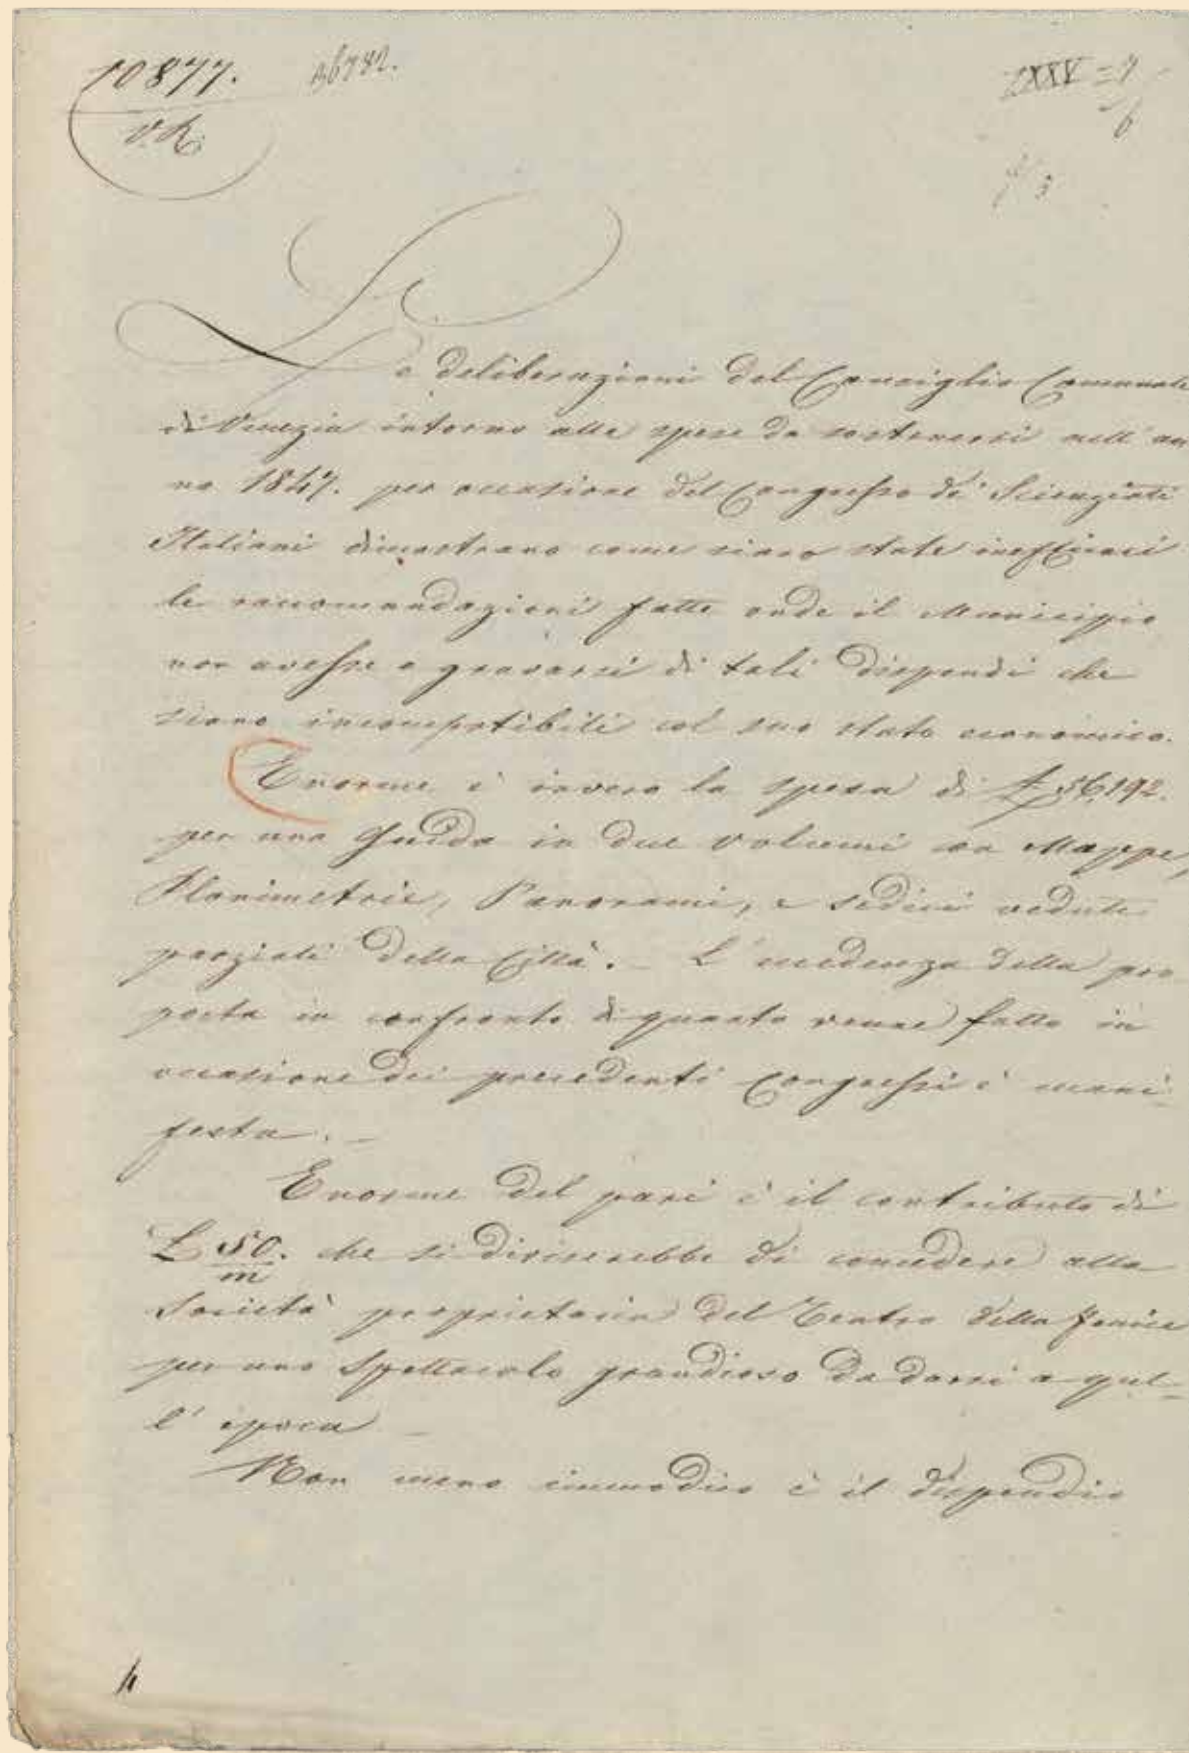 10877.
V.R.
LXXV = 7
6
3
Le deliberazioni del Consiglio Comunale
di Venezia intorno alle spese da sostenersi nell' an
no 1847. per occasione del Congresso de' Scienziati
Italiani dimostrano come siano state inefficaci
le raccomandazioni fatte onde il Municipio
non avesse a gravarsi di tali dispendi che
siano incompatibili col suo stato economico.
Enorme è invero la spesa di £ 56,192.
per una Guida in due volumi con Mappe,
Planimetrie, Panorami, e sedici vedute
parziali della Città. _ L' eccedenza della pro
posta in confronto di quanto venne fatto in
occasione dei precedenti Congressi è mani-
festa. _
Enorme del pari è il contributo di
£ 50. che si diviserebbe di concedere alla
m
Società proprietaria del Teatro della Fenice
per uno Spettacolo grandioso da darsi a quel-
l' epoca _
Non meno immodico è il dispendio